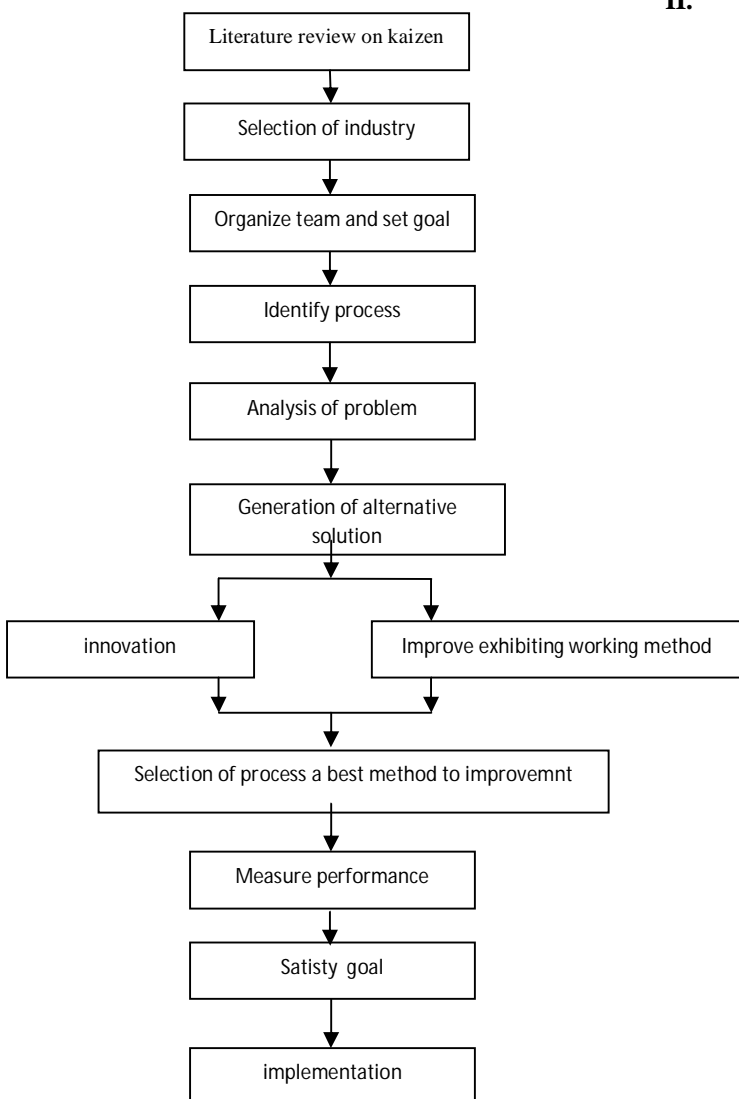 II.
Literature review on kaizen
Selection of industry
Organize team and set goal
Identify process
Analysis of problem
Generation of alternative
solution
innovation
Improve exhibiting working method
Selection of process a best method to improvemnt
Measure performance
Satisty goal
implementation